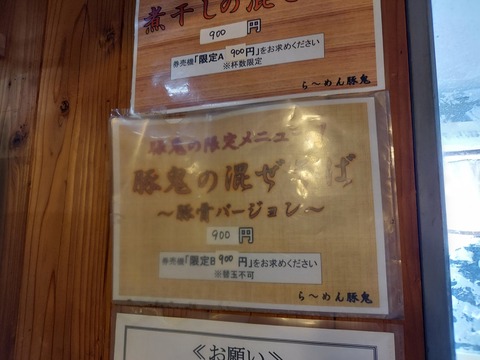 煮干しの混ぜ
900 円
券売機「限定A 900円」をお求めください
※杯数限定
ら〜めん豚鬼
豚鬼の限定メニュー
豚鬼の混ぜそば
〜豚骨バージョン〜
900 円
券売機「限定B 900 円」をお求めください
※替玉不可
ら〜めん豚鬼
≪お願い≫